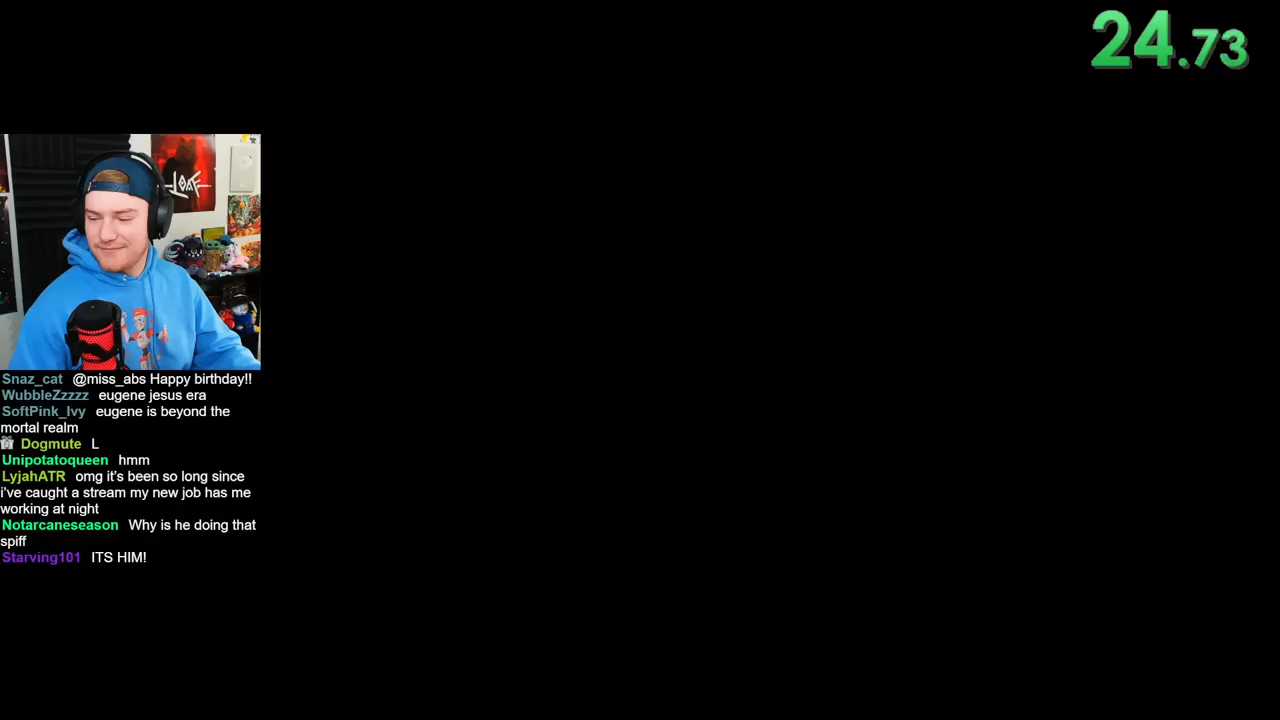 24.73
LOAF
Snaz_cat @miss_abs Happy birthday!!
WubbleZzzzz eugene jesus era
SoftPink_Ivy eugene is beyond the
mortal realm
Dogmute L
Unipotatoqueen hmm
LyjahATR omg it's been so long since
i've caught a stream my new job has me
working at night
Notarcaneseason Why is he doing that
spiff
Starving101 ITS HIM!